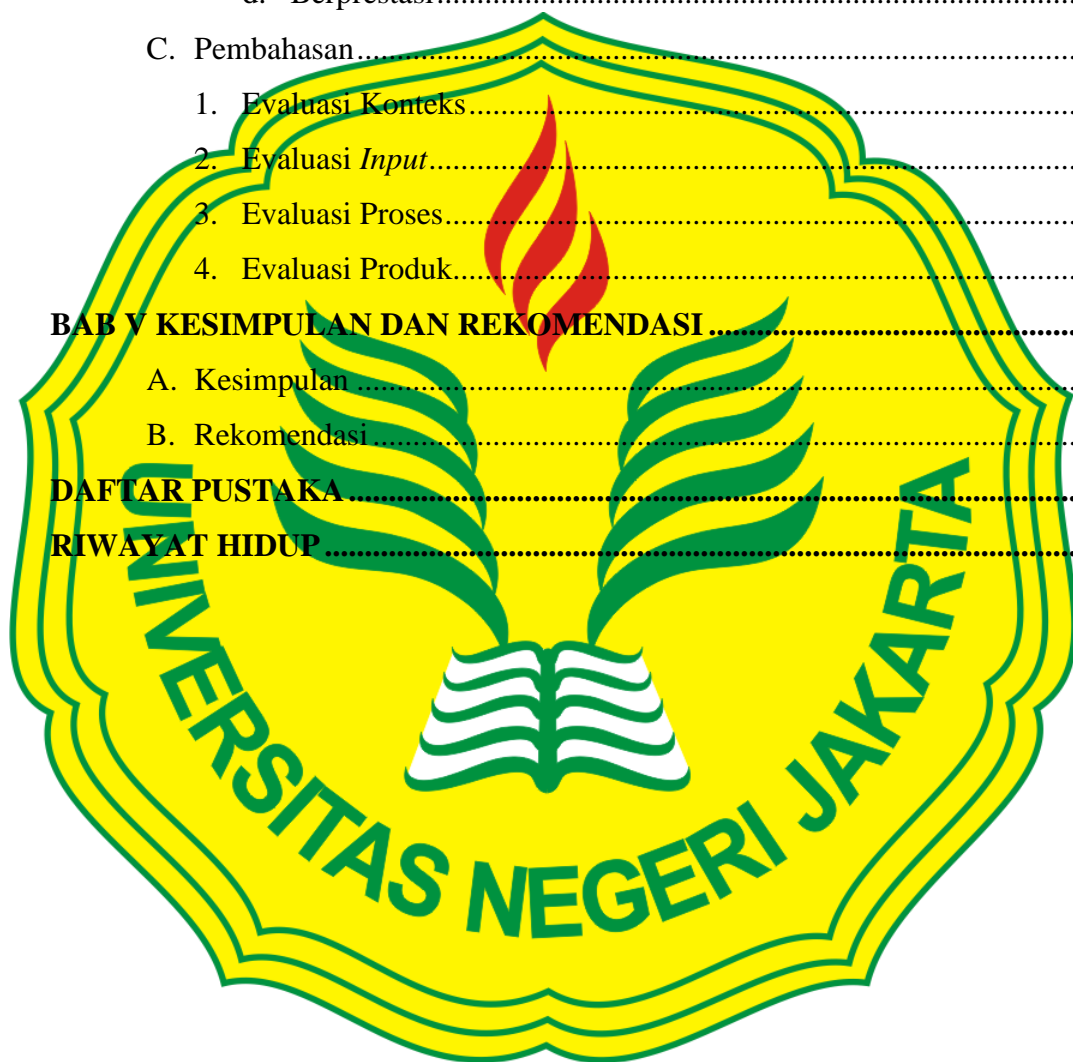 d. Berprestasi
C. Pembahasan
1. Evaluasi Konteks
2. Evaluasi Input
3. Evaluasi Proses
4. Evaluasi Produk
BAB V KESIMPULAN DAN REKOMENDASI
A. Kesimpulan
B. Rekomendasi
DAFTAR PUSTAKA
RIWAYAT HIDUP
UNIVERSITAS NEGERI JAKARTA